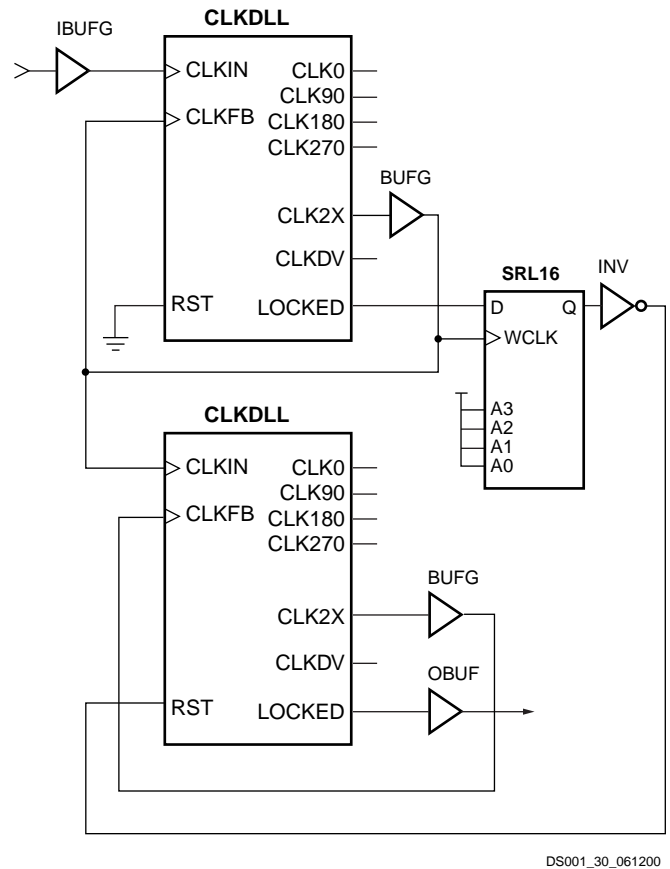 CLKDLL
IBUFG
CLKIN
CLKFB
CLK0
CLK90
CLK180
CLK270
BUFG
CLK2X
CLKDV
RST
LOCKED
SRL16
INV
D
Q
WCLK
A3
A2
A1
A0
CLKDLL
CLKIN
CLKFB
CLK0
CLK90
CLK180
CLK270
BUFG
CLK2X
CLKDV
OBUF
RST
LOCKED
DS001_30_061200